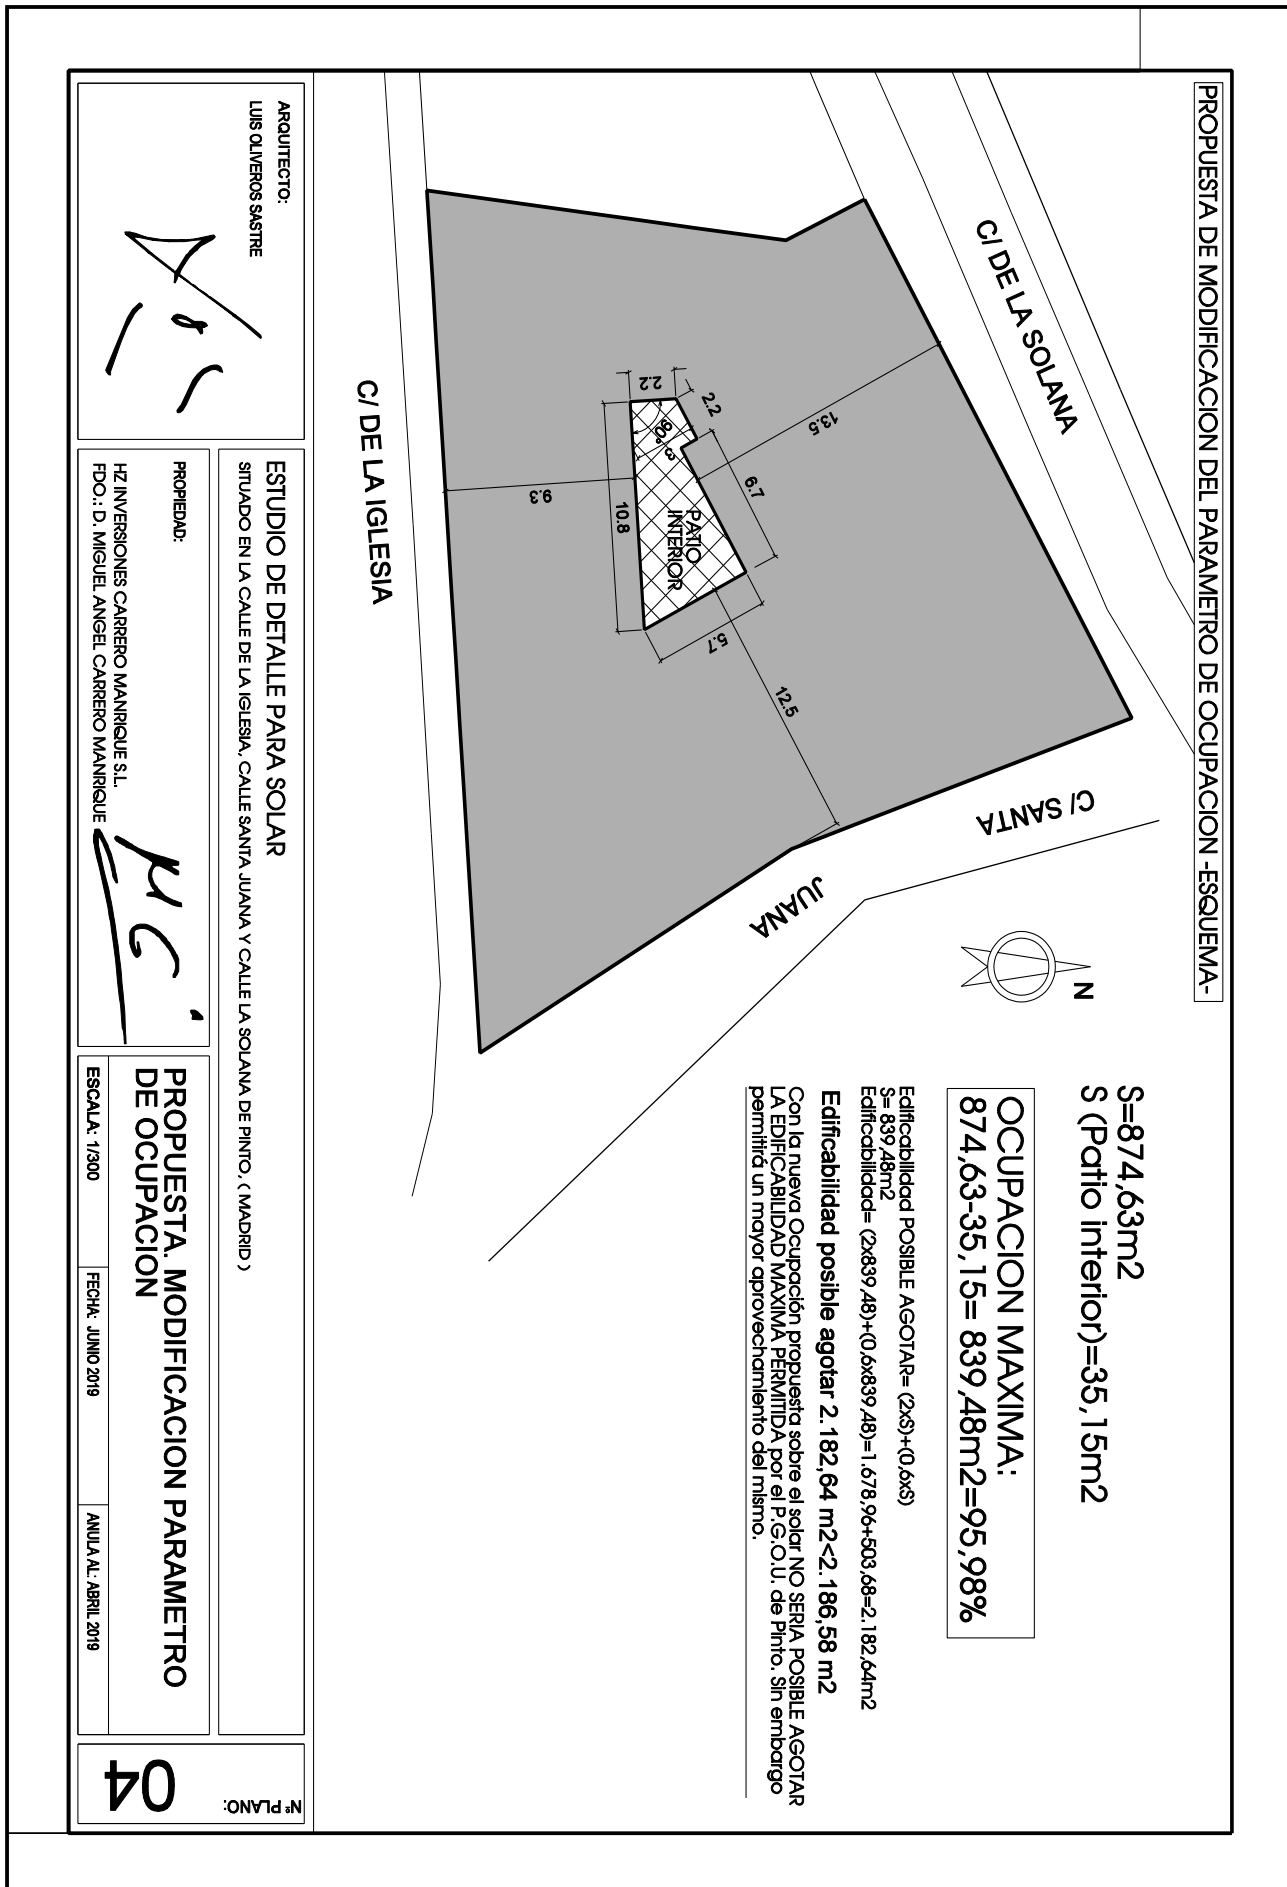 PROPUESTA DE MODIFICACION DEL PARAMETRO DE OCUPACION -ESQUEMA-
S=874,63m2
S (Patio interior)=35,15m2
OCUPACION MAXIMA:
874,63-35,15= 839,48m2=95,98%
Edificabilidad POSIBLE AGOTAR= (2xS)+(0,6xS)
S= 839,48m2
Edificabilidad= (2x839,48)+(0,6x839,48)=1.678,96+503,68=2.182,64m2
Edificabilidad posible agotar 2.182,64 m2<2.186,58 m2
Con la nueva Ocupación propuesta sobre el solar NO SERIA POSIBLE AGOTAR
LA EDIFICABILIDAD MAXIMA PERMITIDA por el P.G.O.U. de Pinto. Sin embargo
permitirá un mayor aprovechamiento del mismo.
N
C/ DE LA SOLANA
C/ SANTA
JUANA
C/ DE LA IGLESIA
13.5
2.2
2.2
6.7
90°
3
PATIO
INTERIOR
5.7
12.5
10.8
9.3
ARQUITECTO:
LUIS OLIVEROS SASTRE
ESTUDIO DE DETALLE PARA SOLAR
SITUADO EN LA CALLE DE LA IGLESIA, CALLE SANTA JUANA Y CALLE LA SOLANA DE PINTO, ( MADRID )
PROPIEDAD:
HZ INVERSIONES CARRERO MANRIQUE S.L.
FDO.: D. MIGUEL ANGEL CARRERO MANRIQUE
PROPUESTA. MODIFICACION PARAMETRO
DE OCUPACION
ESCALA: 1/300
FECHA: JUNIO 2019
ANULA AL: ABRIL 2019
Nº PLANO:
04